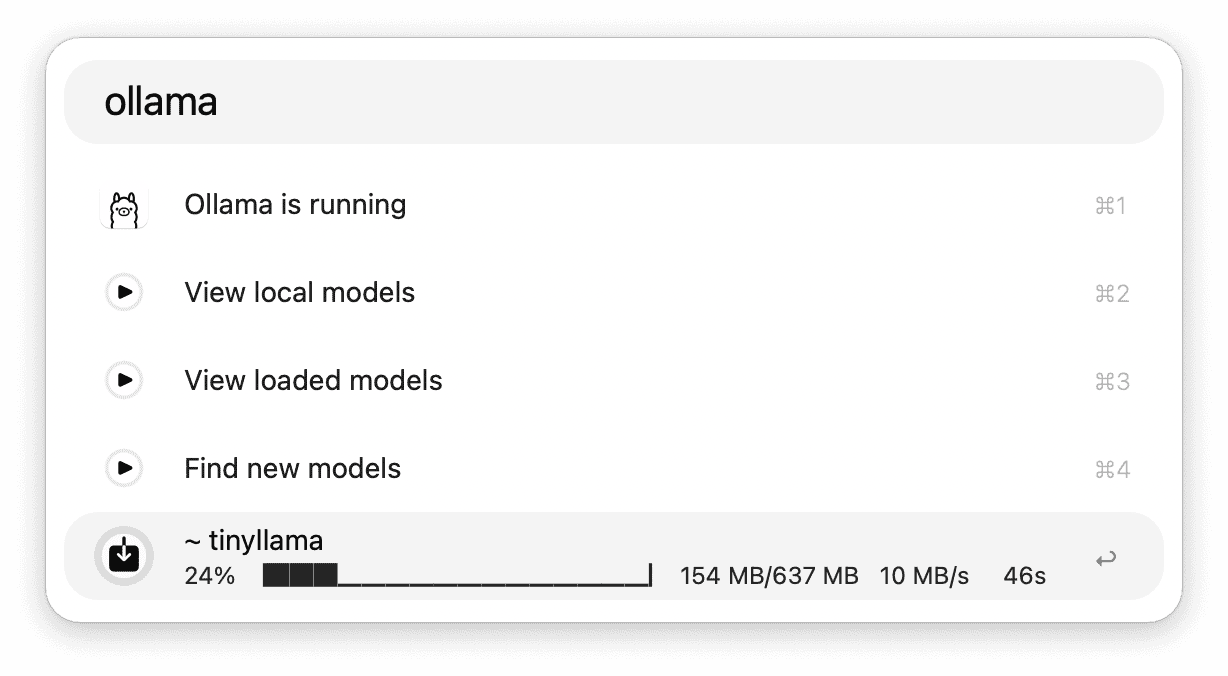 ollama
Ollama is running ⌘1
View local models ⌘2
View loaded models ⌘3
Find new models ⌘4
~ tinyllama
24% 154 MB/637 MB 10 MB/s 46s